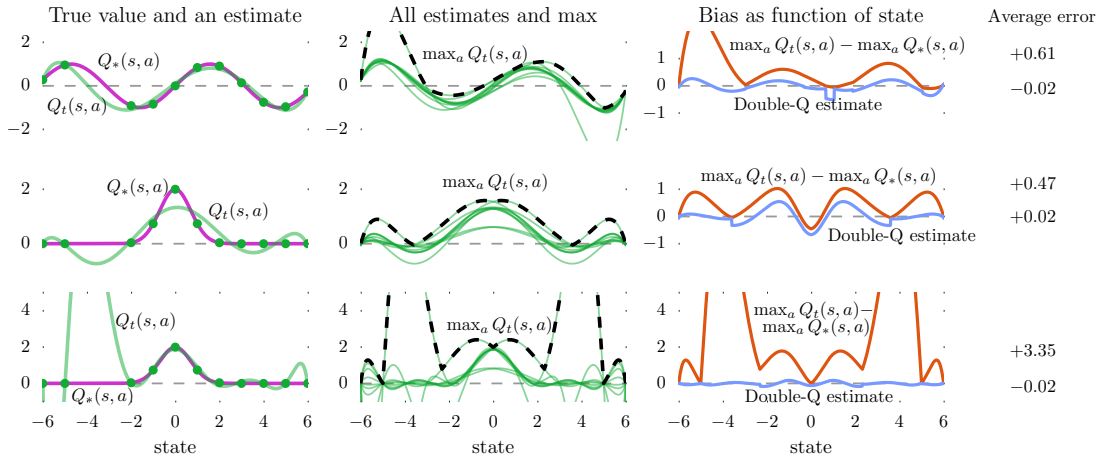 True value and an estimate
All estimates and max
Bias as function of state
Average error
2
0
−2
Q∗(s, a)
Qt(s, a)
2
0
−2
maxa Qt(s, a)
1
0
−1
maxa Qt(s, a) − maxa Q∗(s, a)
Double-Q estimate
+0.61
−0.02
2
0
Q∗(s, a)
Qt(s, a)
2
0
maxa Qt(s, a)
1
0
−1
maxa Qt(s, a) − maxa Q∗(s, a)
Double-Q estimate
+0.47
+0.02
4
2
0
Qt(s, a)
Q∗(s, a)
4
2
0
maxa Qt(s, a)
4
2
0
maxa Qt(s, a)−
maxa Q∗(s, a)
Double-Q estimate
+3.35
−0.02
−6 −4 −2 0 2 4 6
−6 −4 −2 0 2 4 6
−6 −4 −2 0 2 4 6
state
state
state